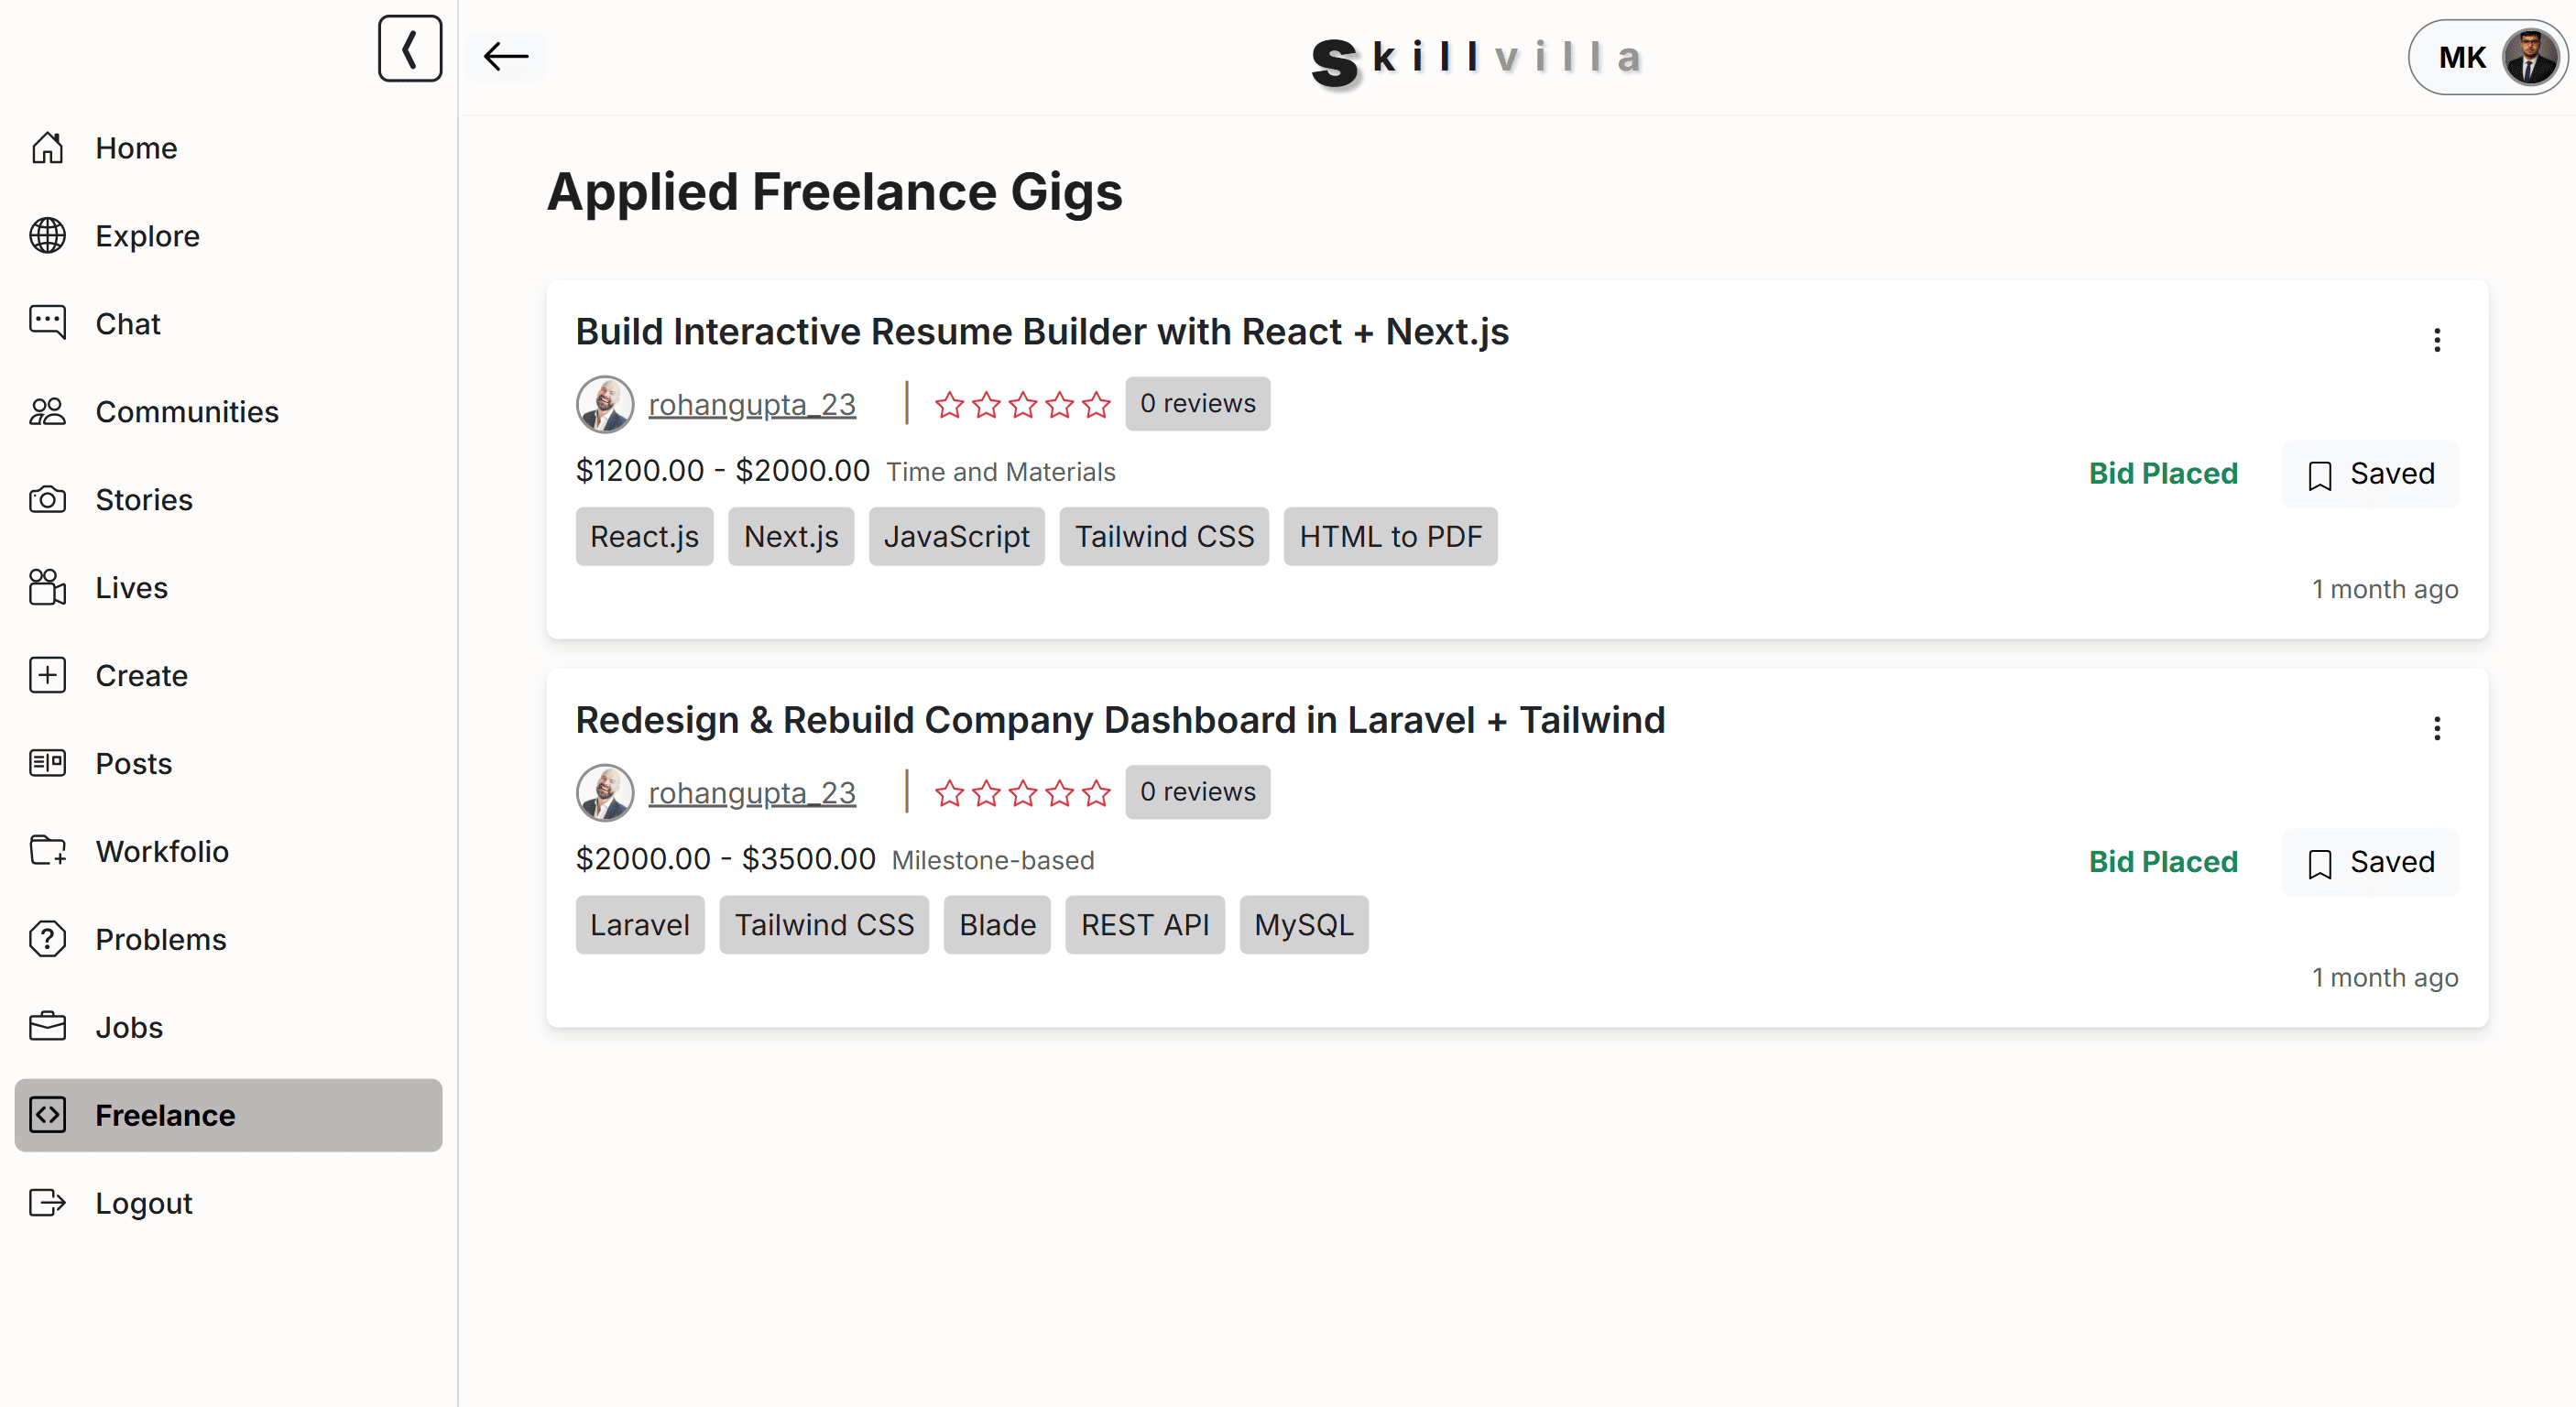 Skillvilla
MK
Home
Explore
Chat
Communities
Stories
Lives
Create
Posts
Workfolio
Problems
Jobs
Freelance
Logout
Applied Freelance Gigs
Build Interactive Resume Builder with React + Next.js
rohangupta_23 | 0 reviews
$1200.00 - $2000.00 Time and Materials
Bid Placed Saved
React.js Next.js JavaScript Tailwind CSS HTML to PDF
1 month ago
Redesign & Rebuild Company Dashboard in Laravel + Tailwind
rohangupta_23 | 0 reviews
$2000.00 - $3500.00 Milestone-based
Bid Placed Saved
Laravel Tailwind CSS Blade REST API MySQL
1 month ago